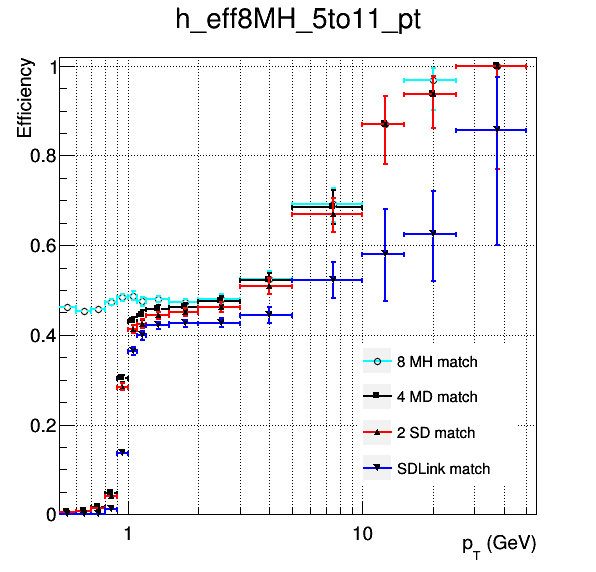 h_eff8MH_5to11_pt
Efficiency
1
0.8
0.6
0.4
0.2
0
8 MH match
4 MD match
2 SD match
SDLink match
1
10
p_T (GeV)